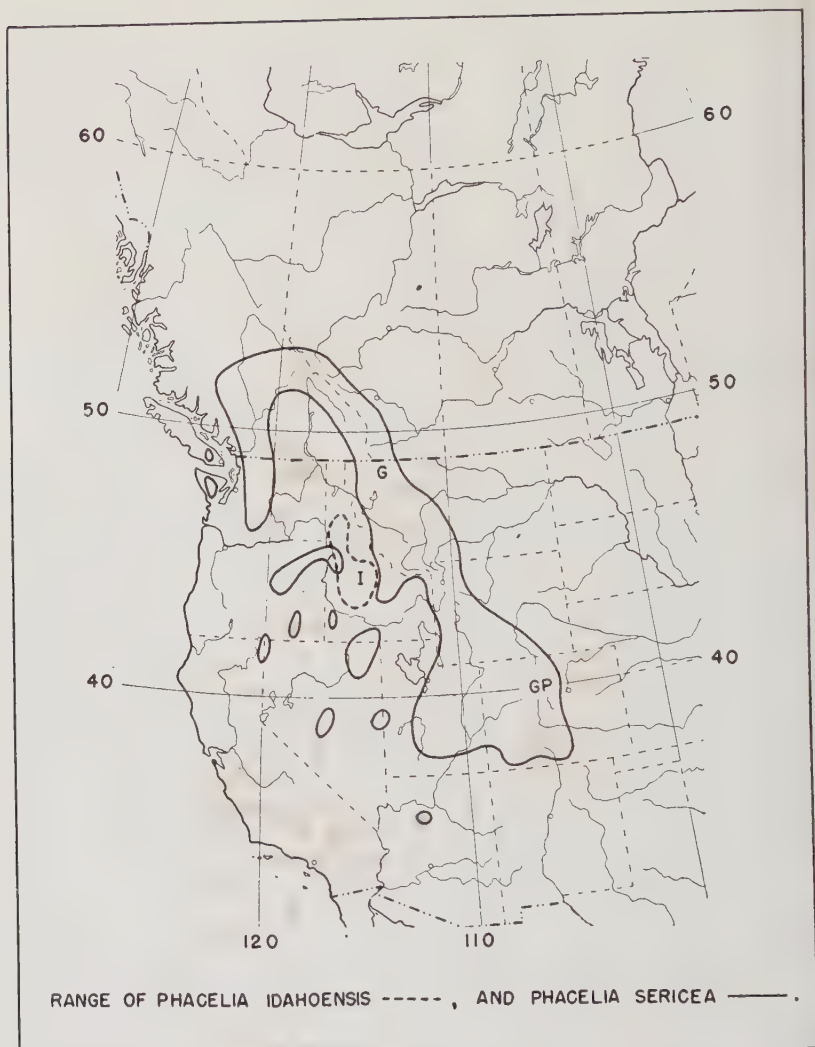 60
60
50
50
G
I
40
GP
40
120
110
RANGE OF PHACELIA IDAHOENSIS -----, AND PHACELIA SERICEA ———.